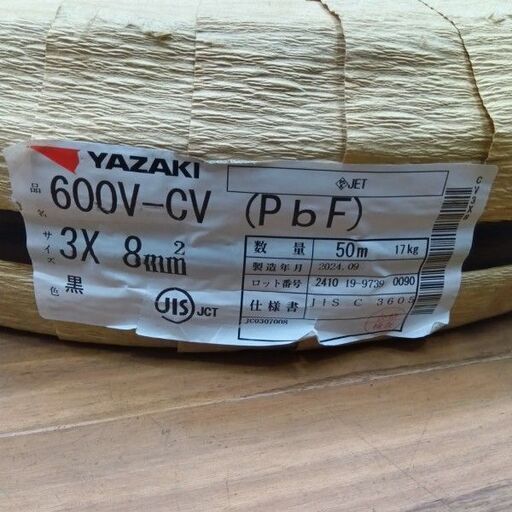 YAZAKI
品名 600V-CV (PbF)
サイズ 3X 8mm²
色 黒
JIS JCT
PS E JET
数量 50m 17kg
製造年月 2024.09
ロット番号 2410 19-9739 0090
仕様書 JIS C 3605
JC0307008